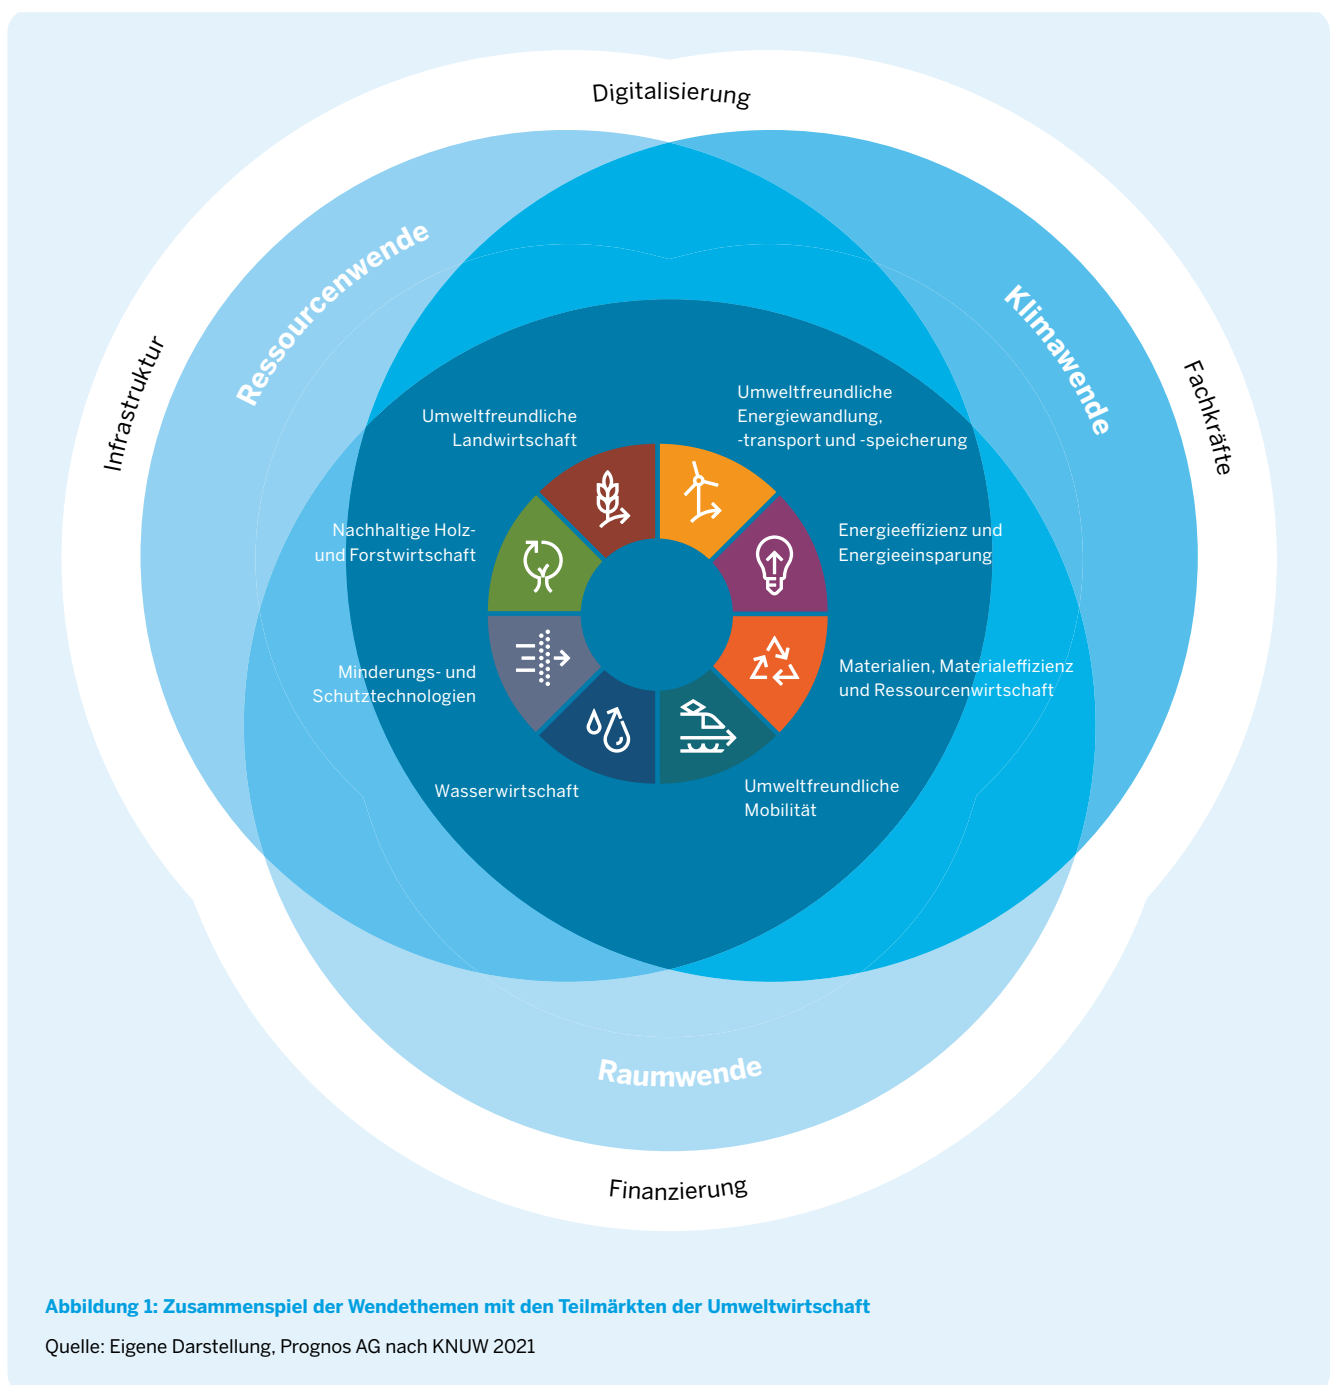 Digitalisierung
Ressourcenwende
Klimawende
Infrastruktur
Fachkräfte
Umweltfreundliche
Landwirtschaft
Umweltfreundliche
Energiewandlung,
-transport und -speicherung
Nachhaltige Holz-
und Forstwirtschaft
Energieeffizienz und
Energieeinsparung
Minderungs- und
Schutztechnologien
Materialien, Materialeffizienz
und Ressourcenwirtschaft
Wasserwirtschaft
Umweltfreundliche
Mobilität
Raumwende
Finanzierung
Abbildung 1: Zusammenspiel der Wendethemen mit den Teilmärkten der Umweltwirtschaft
Quelle: Eigene Darstellung, Prognos AG nach KNUW 2021